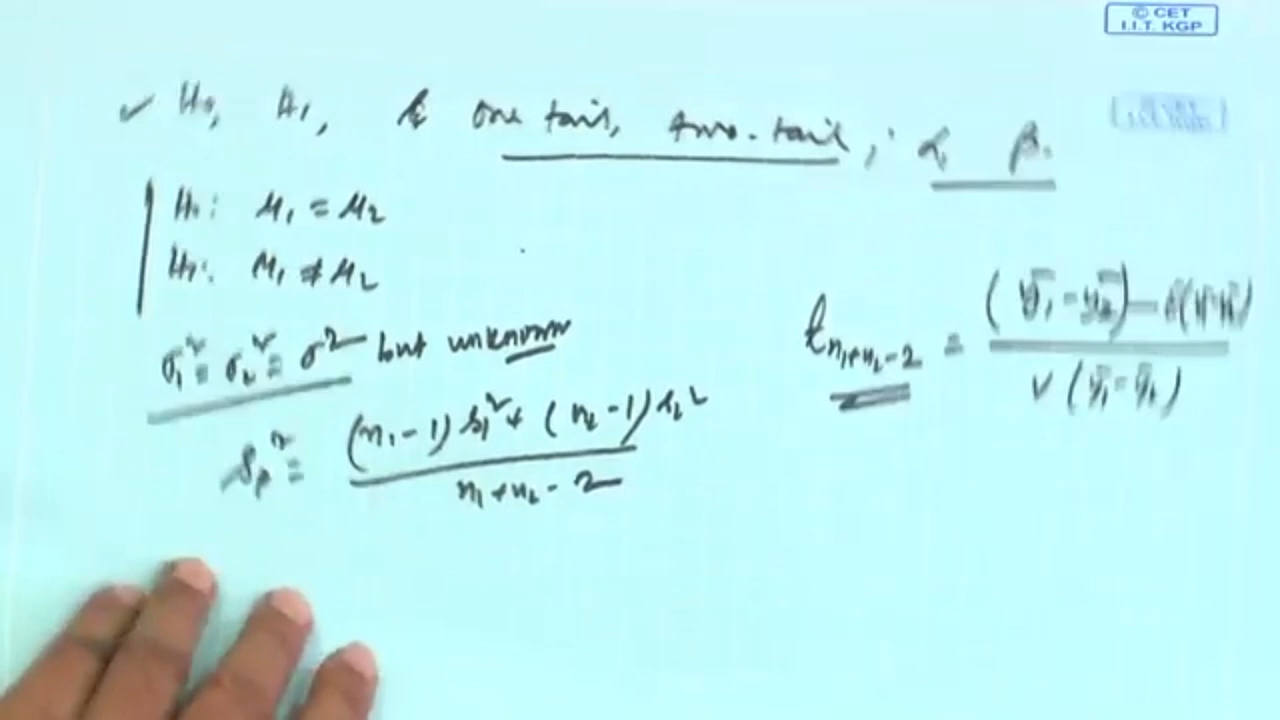 © CET
I.I.T. KGP
✓ H₀, H₁, & one tail, two-tail, ; α, β.
H₀: μ₁ = μ₂
H₁: μ₁ ≠ μ₂
σ₁² = σ₂² = σ² but unknown
Sp² = ((n₁-1) s₁² + (n₂-1) s₂²) / (n₁+n₂-2)
t n₁+n₂-2 = ((ȳ₁-ȳ₂) - E(ȳ₁-ȳ₂)) / (V(ȳ₁-ȳ₂))